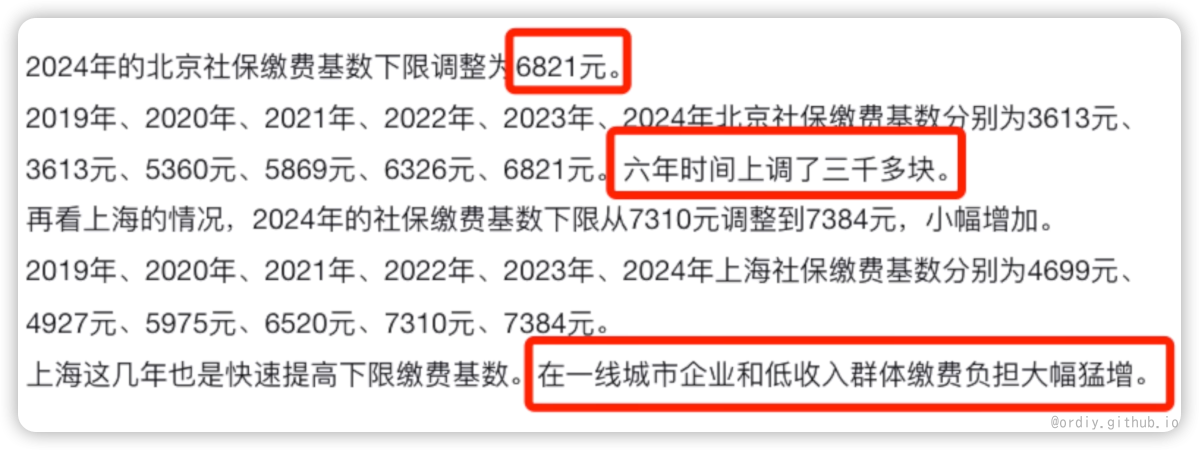 2024年的北京社保缴费基数下限调整为6821元。
2019年、2020年、2021年、2022年、2023年、2024年北京社保缴费基数分别为3613元、
3613元、5360元、5869元、6326元、6821元。六年时间上调了三千多块。
再看上海的情况，2024年的社保缴费基数下限从7310元调整到7384元，小幅增加。
2019年、2020年、2021年、2022年、2023年、2024年上海社保缴费基数分别为4699元、
4927元、5975元、6520元、7310元、7384元。
上海这几年也是快速提高下限缴费基数。在一线城市企业和低收入群体缴费负担大幅猛增。
@ordiy.github.io